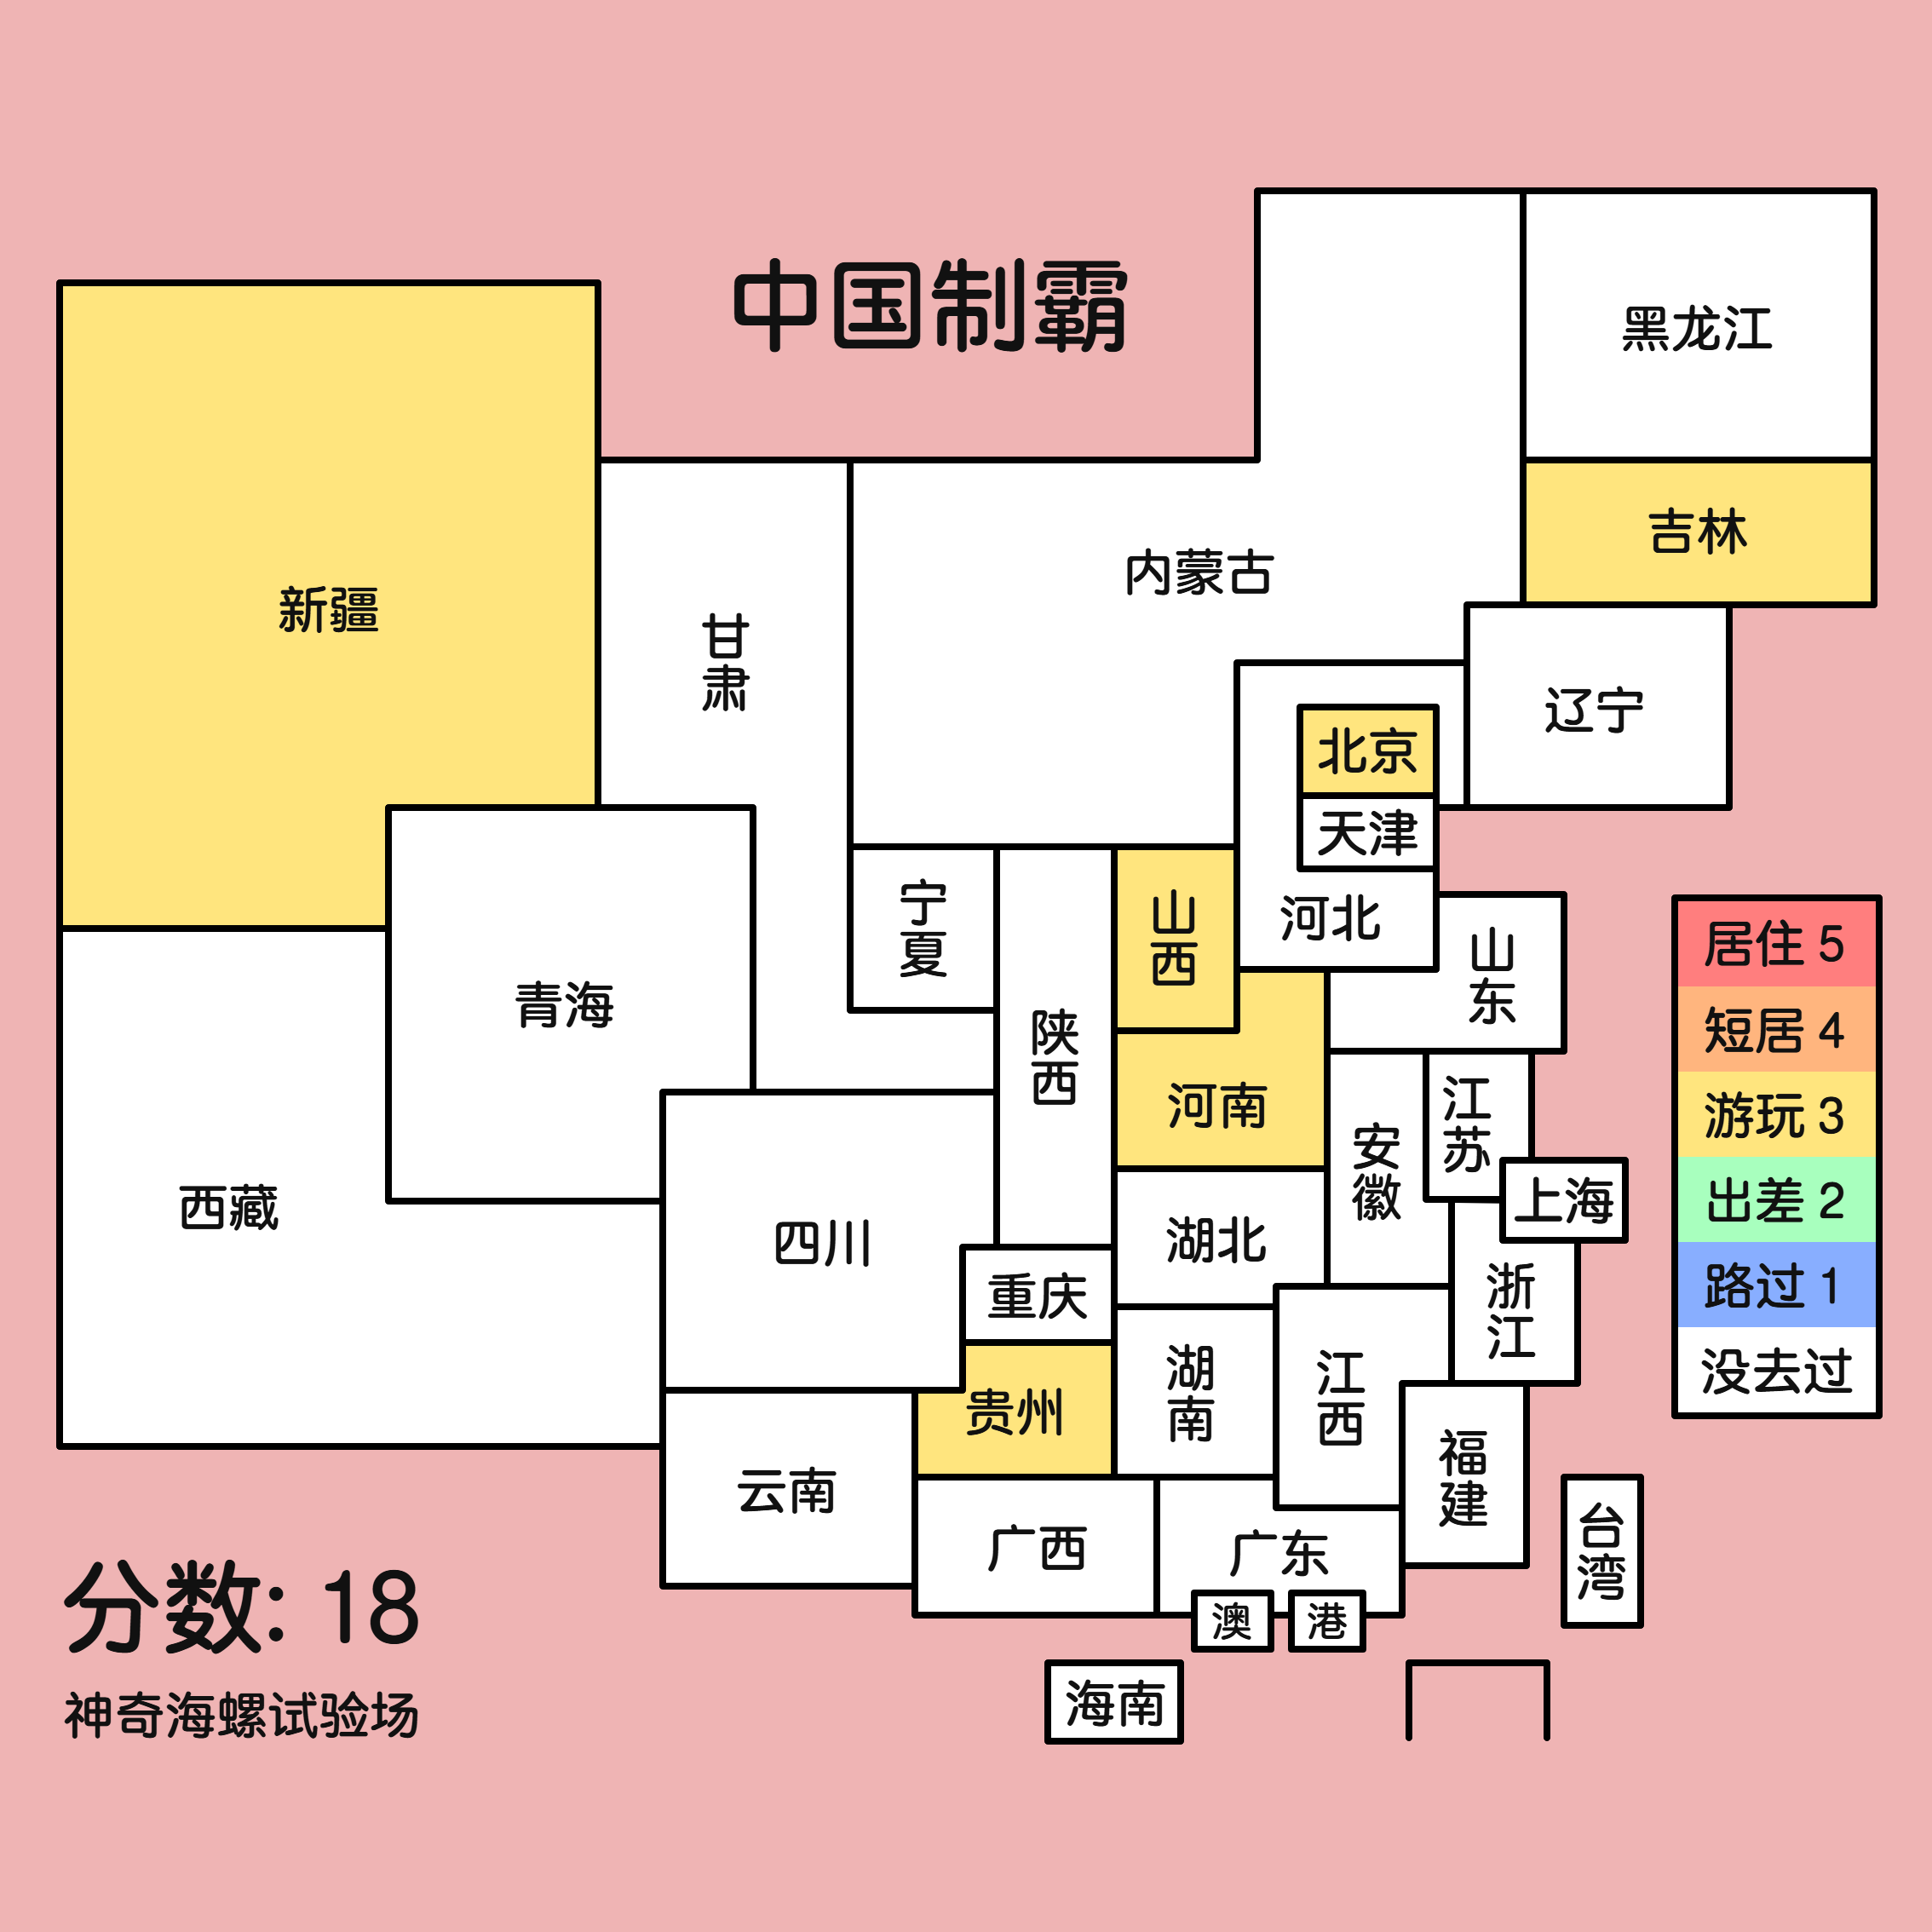 中国制霸
黑龙江
吉林
内蒙古
新疆
甘肃
辽宁
北京
天津
河北
宁夏
山西
山东
青海
陕西
河南
江苏
安徽
西藏
上海
四川
湖北
重庆
浙江
湖南
江西
贵州
福建
云南
广西
广东
台湾
澳
港
海南
居住 5
短居 4
游玩 3
出差 2
路过 1
没去过
分数: 18
神奇海螺试验场